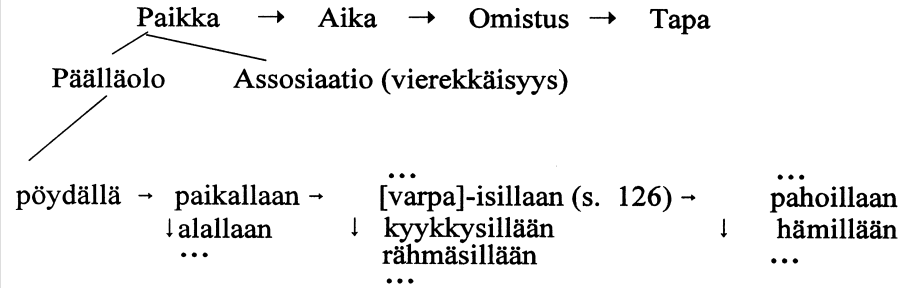 Paikka → Aika → Omistus → Tapa
Päälläolo Assosiaatio (vierekkäisyys)
... ...
pöydällä → paikallaan → [varpa]-isillaan (s. 126) → pahoillaan
↓ alallaan ↓ kyykkysillään ↓ hämillään
... rähmäsillään ...
...